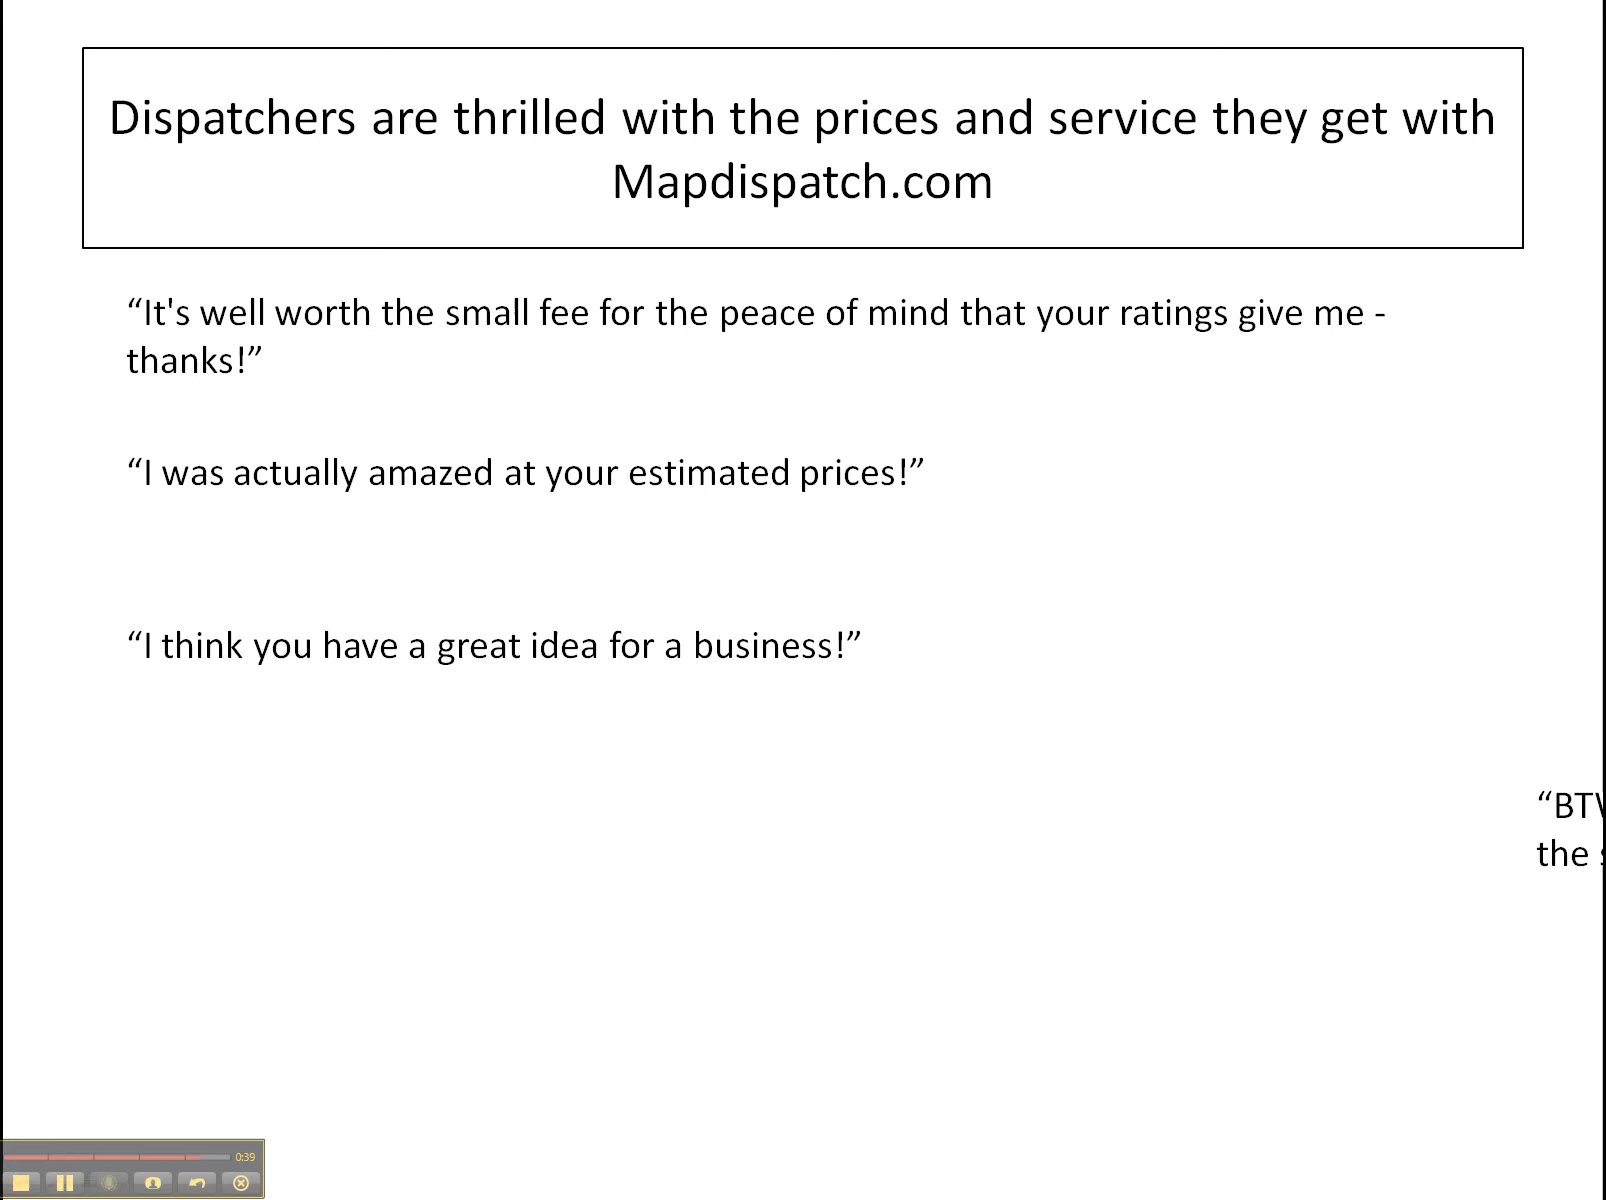 Dispatchers are thrilled with the prices and service they get with
Mapdispatch.com
“It's well worth the small fee for the peace of mind that your ratings give me -
thanks!”
“I was actually amazed at your estimated prices!”
“I think you have a great idea for a business!”
the
0:39